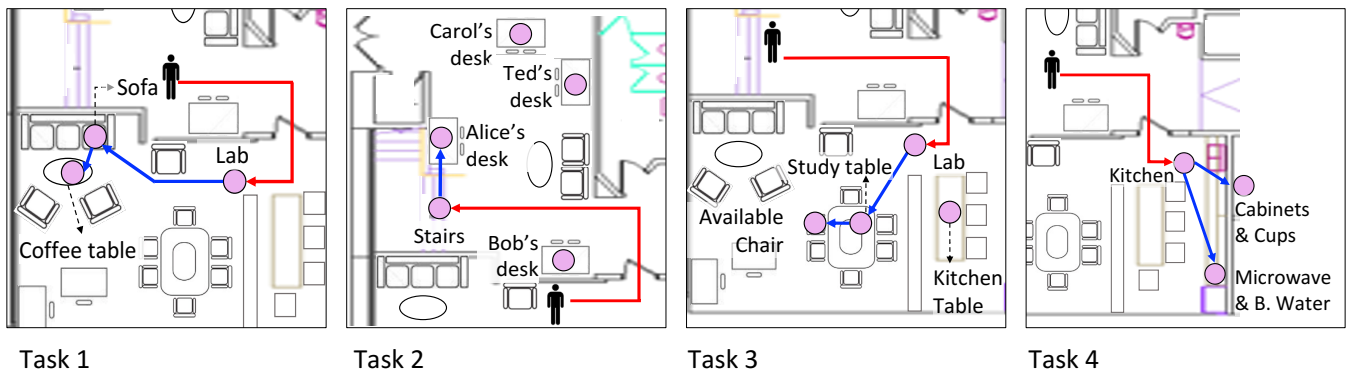 Sofa
Lab
Coffee table
Task 1
Carol's
desk
Ted's
desk
Alice's
desk
Stairs
Bob's
desk
Task 2
Lab
Study table
Available
Chair
Kitchen
Table
Task 3
Kitchen
Cabinets
& Cups
Microwave
& B. Water
Task 4